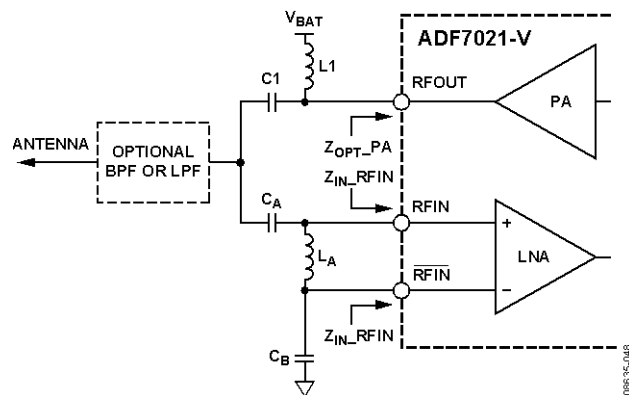 VBAT
ADF7021-V
L1
C1
RFOUT
PA
ANTENNA
OPTIONAL
BPF OR LPF
ZOPT_PA
ZIN_RFIN
CA
RFIN
+
LA
LNA
RFIN
–
ZIN_RFIN
CB
08635-048